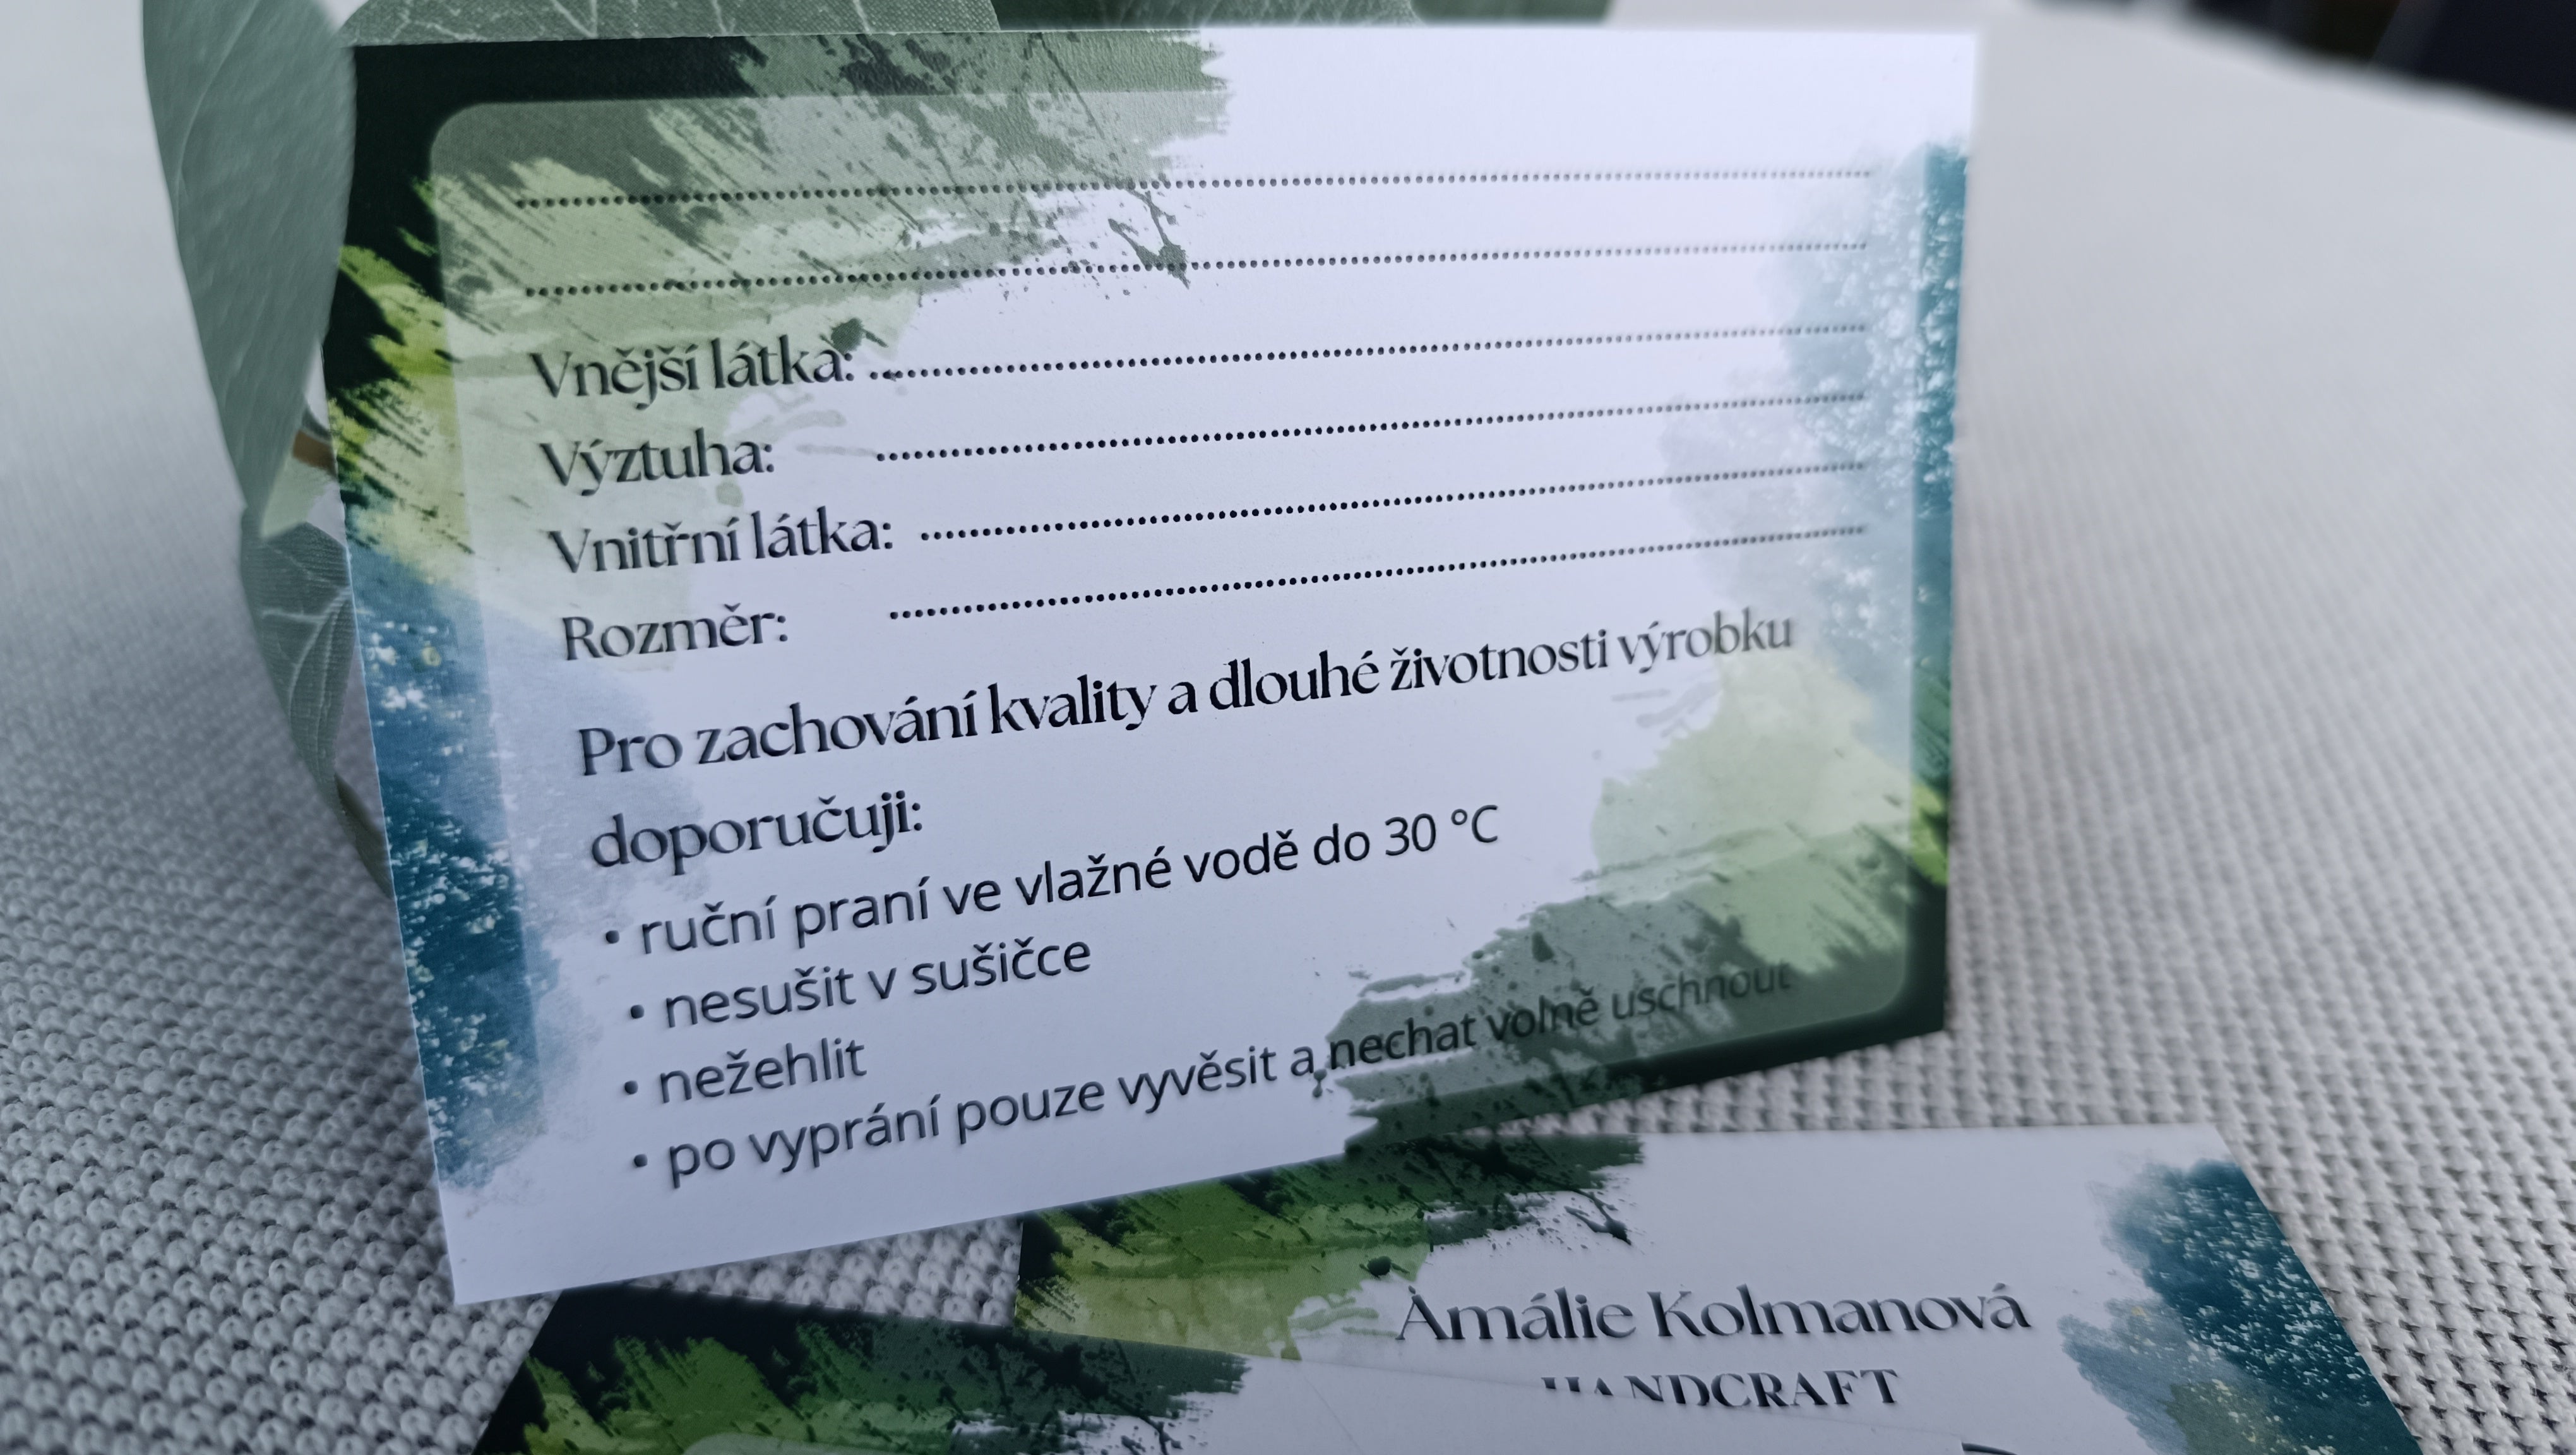 Vnější látka:
Výztuha:
Vnitřní látka:
Rozměr:
Pro zachování kvality a dlouhé životnosti výrobku
doporučuji:
• ruční praní ve vlažné vodě do 30 °C
• nesušit v sušičce
• nežehlit
• po vyprání pouze vyvěsit a nechat volně uschnout
Amálie Kolmanová
HANDCRAFT